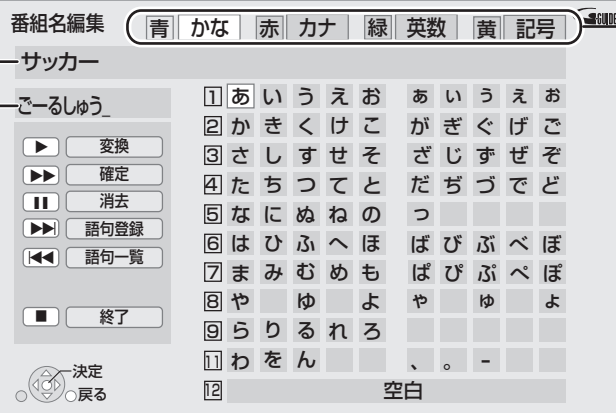 番組名編集 青 かな 赤 カナ 緑 英数 黄 記号 GUIDE
サッカー
ごーるしゅう_
▶ 変換
▶▶ 確定
❚❚ 消去
▶▶| 語句登録
|◀◀ 語句一覧
■ 終了
決定
戻る
1 あ い う え お ぁ ぃ ぅ ぇ ぉ
2 か き く け こ が ぎ ぐ げ ご
3 さ し す せ そ ざ じ ず ぜ ぞ
4 た ち つ て と だ ぢ づ で ど
5 な に ぬ ね の っ
6 は ひ ふ へ ほ ば び ぶ べ ぼ
7 ま み む め も ぱ ぴ ぷ ぺ ぽ
8 や ゆ よ ゃ ゅ ょ
9 ら り る れ ろ
11 わ を ん 、 。 -
12 空白